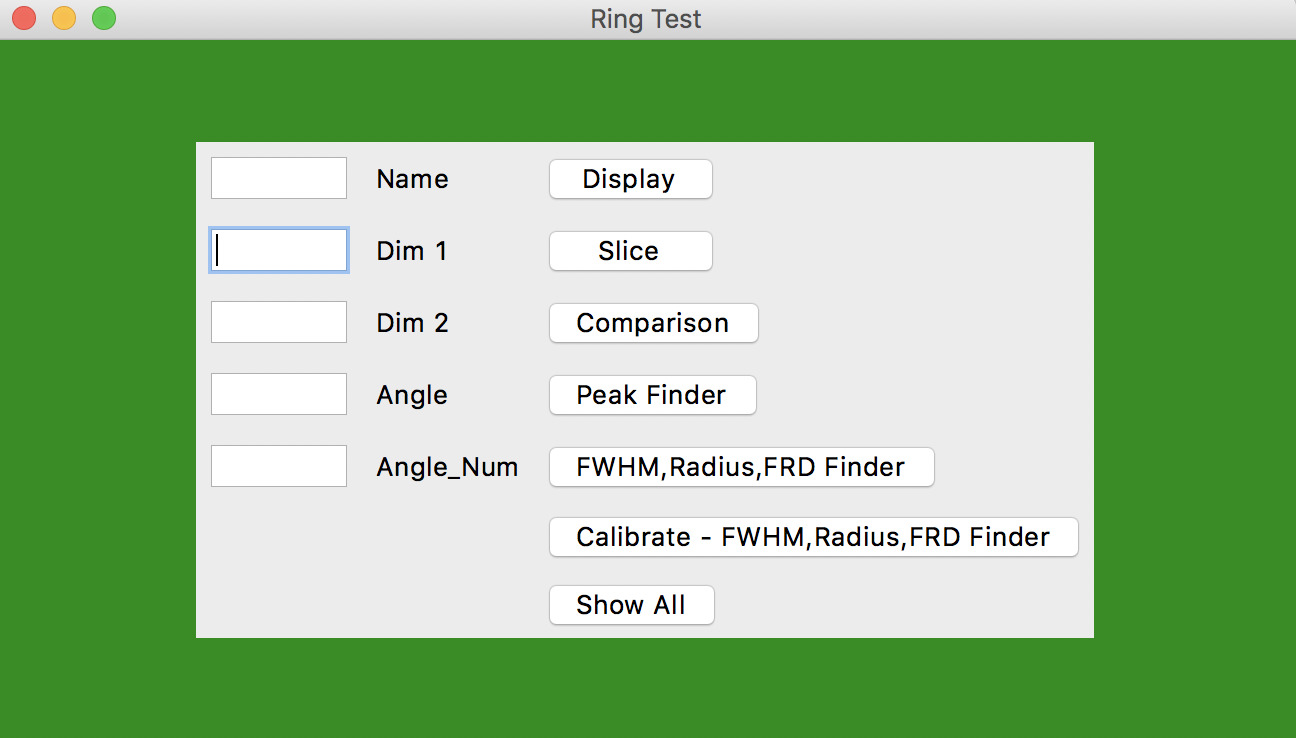 Ring Test
Name Display
Dim 1 Slice
Dim 2 Comparison
Angle Peak Finder
Angle_Num FWHM,Radius,FRD Finder
Calibrate - FWHM,Radius,FRD Finder
Show All